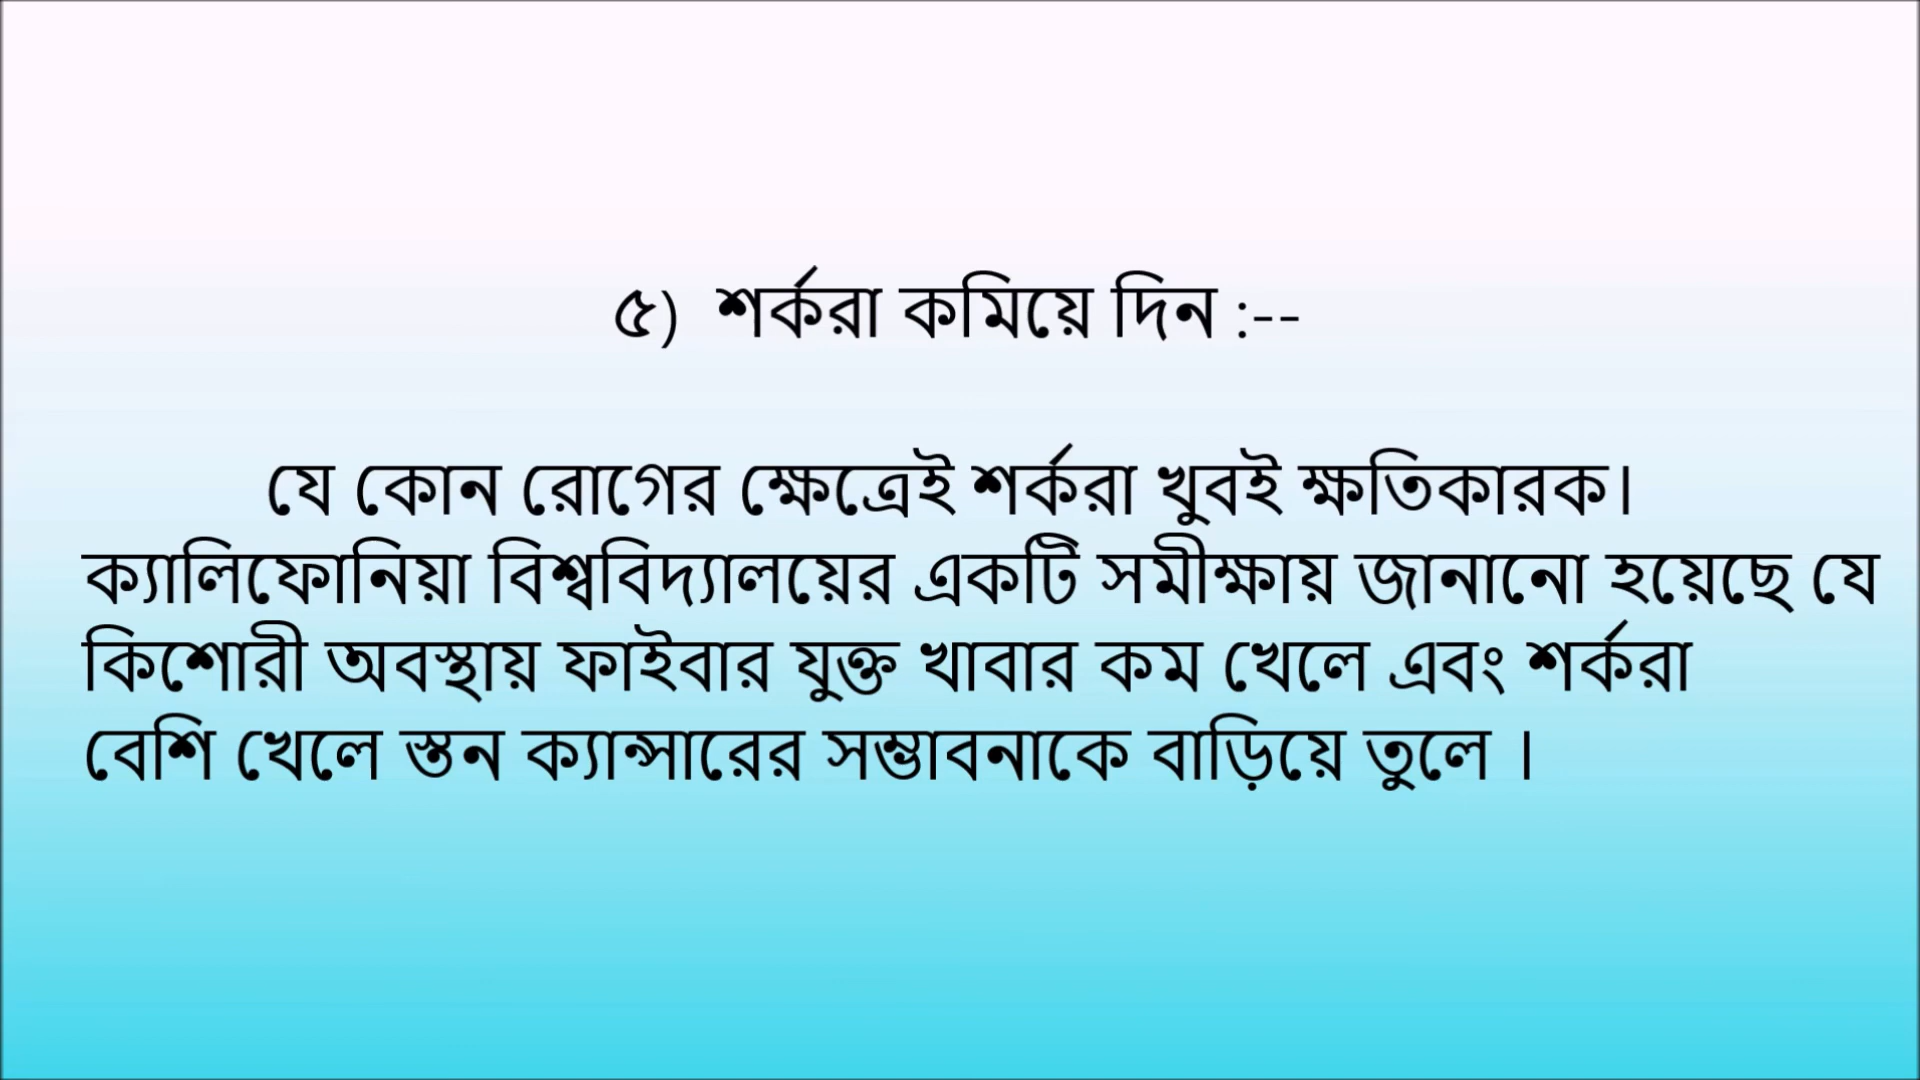 ৫) শর্করা কমিয়ে দিন :--
যে কোন রোগের ক্ষেত্রেই শর্করা খুবই ক্ষতিকারক।
ক্যালিফোনিয়া বিশ্ববিদ্যালয়ের একটি সমীক্ষায় জানানো হয়েছে যে
কিশোরী অবস্থায় ফাইবার যুক্ত খাবার কম খেলে এবং শর্করা
বেশি খেলে স্তন ক্যান্সারের সম্ভাবনাকে বাড়িয়ে তুলে ।